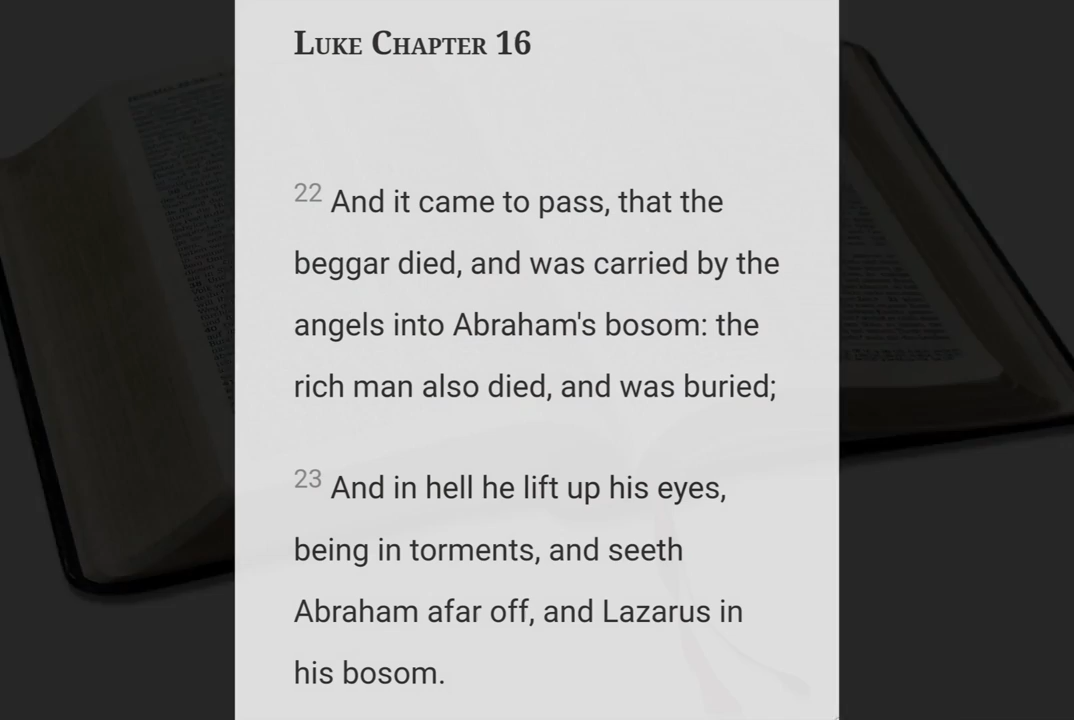 Luke Chapter 16
22 And it came to pass, that the
beggar died, and was carried by the
angels into Abraham's bosom: the
rich man also died, and was buried;
23 And in hell he lift up his eyes,
being in torments, and seeth
Abraham afar off, and Lazarus in
his bosom.